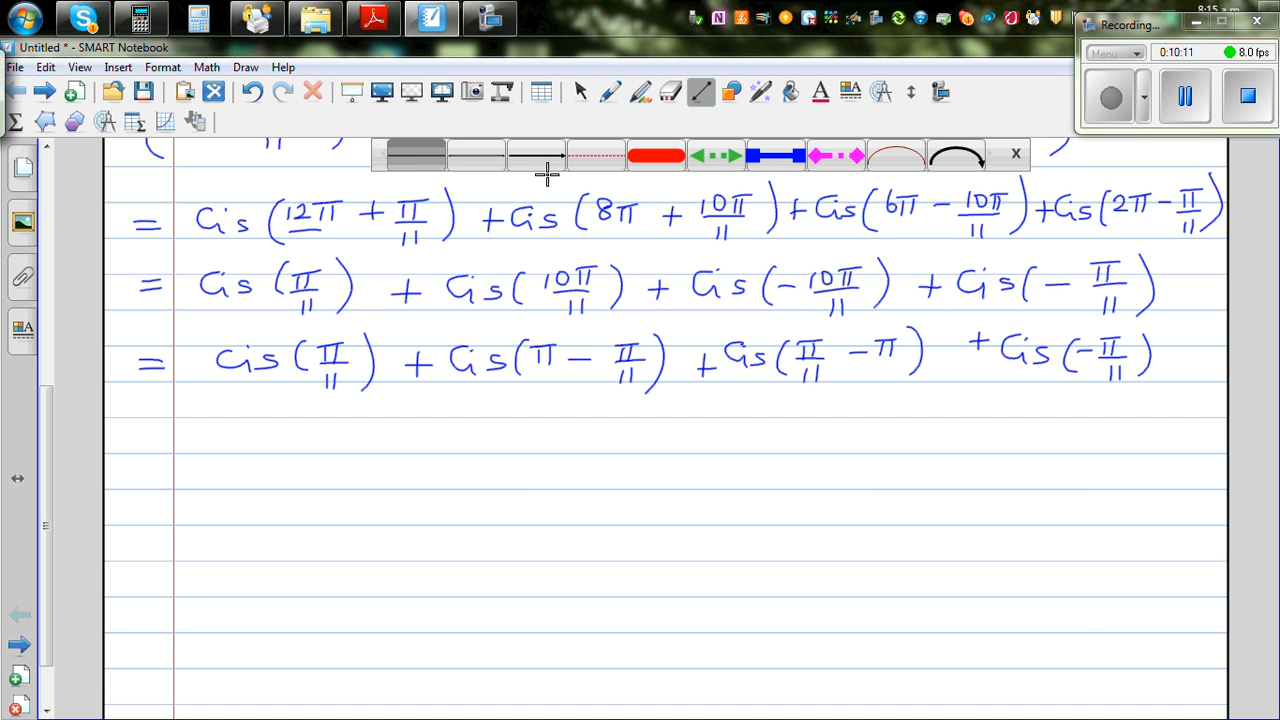 8:15 a.m.
Recording...
Untitled * - SMART Notebook
Menu 0:10:11 8.0 fps
File Edit View Insert Format Math Draw Help
x
= Cis (12π + π/11) + Cis (8π + 10π/11) + Cis (6π − 10π/11) + Cis (2π − π/11)
= Cis (π/11) + Cis (10π/11) + Cis (−10π/11) + Cis (− π/11)
= Cis (π/11) + Cis (π − π/11) + Cis (π/11 − π) + Cis (−π/11)